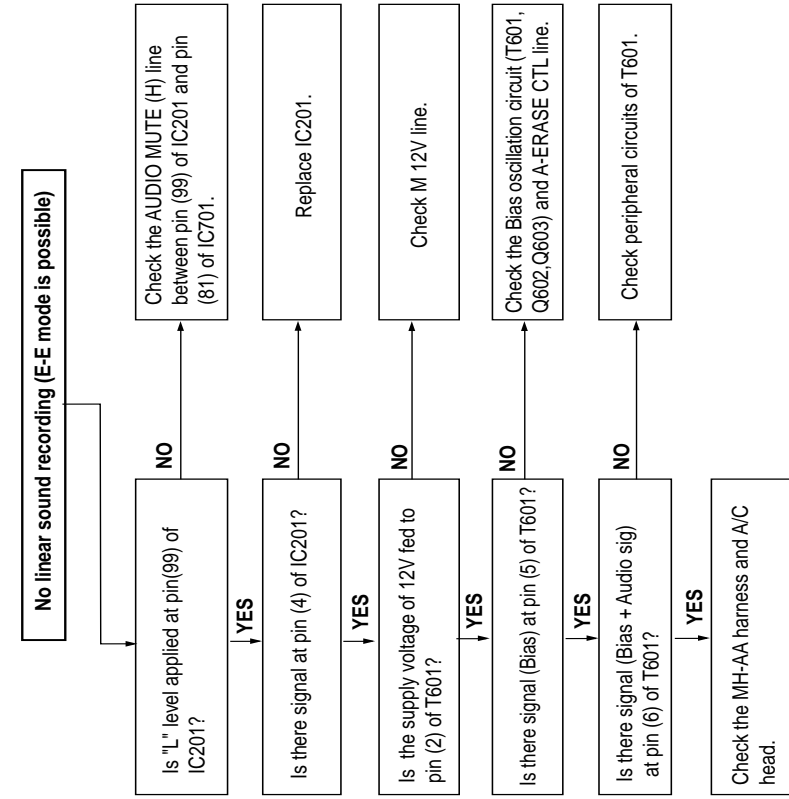 No linear sound recording (E-E mode is possible)
Is "L" level applied at pin(99) of
IC201?
NO
Check the AUDIO MUTE (H) line
between pin (99) of IC201 and pin
(81) of IC701.
YES
Is there signal at pin (4) of IC201?
NO
Replace IC201.
YES
Is the supply voltage of 12V fed to
pin (2) of T601?
NO
Check M 12V line.
YES
Is there signal (Bias) at pin (5) of T601?
NO
Check the Bias oscillation circuit (T601,
Q602,Q603) and A-ERASE CTL line.
YES
Is there signal (Bias + Audio sig)
at pin (6) of T601?
NO
Check peripheral circuits of T601.
YES
Check the MH-AA harness and A/C
head.